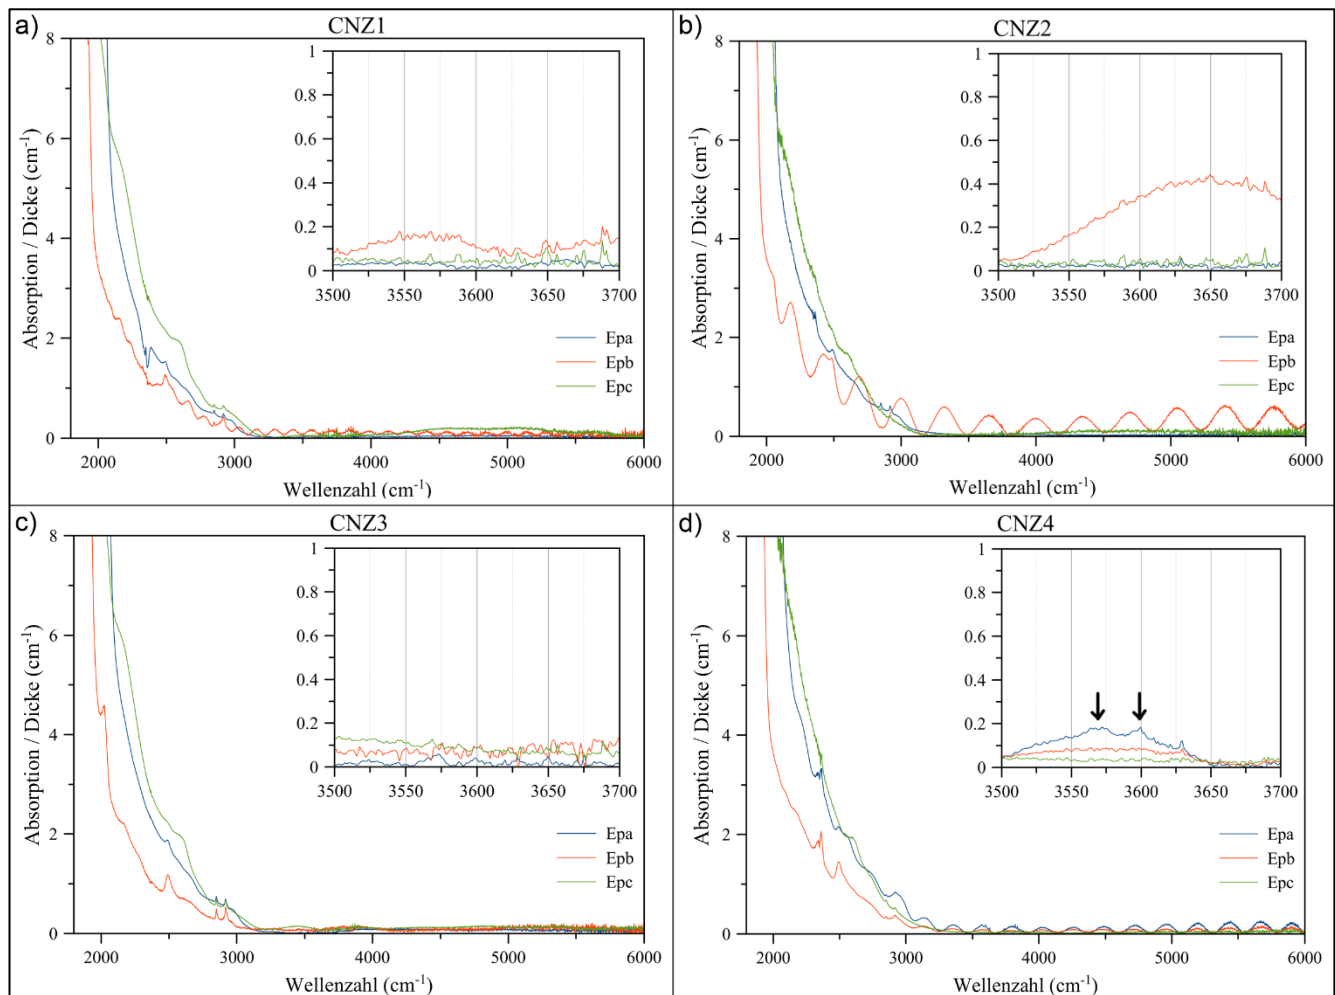 a)
CNZ1
8
6
4
2
0
Absorption / Dicke (cm-1)
1
0.8
0.6
0.4
0.2
0
3500 3550 3600 3650 3700
Epa
Epb
Epc
2000 3000 4000 5000 6000
Wellenzahl (cm-1)
b)
CNZ2
8
6
4
2
0
Absorption / Dicke (cm-1)
1
0.8
0.6
0.4
0.2
0
3500 3550 3600 3650 3700
Epa
Epb
Epc
2000 3000 4000 5000 6000
Wellenzahl (cm-1)
c)
CNZ3
8
6
4
2
0
Absorption / Dicke (cm-1)
1
0.8
0.6
0.4
0.2
0
3500 3550 3600 3650 3700
Epa
Epb
Epc
2000 3000 4000 5000 6000
Wellenzahl (cm-1)
d)
CNZ4
8
6
4
2
0
Absorption / Dicke (cm-1)
1
0.8
0.6
0.4
0.2
0
3500 3550 3600 3650 3700
Epa
Epb
Epc
2000 3000 4000 5000 6000
Wellenzahl (cm-1)